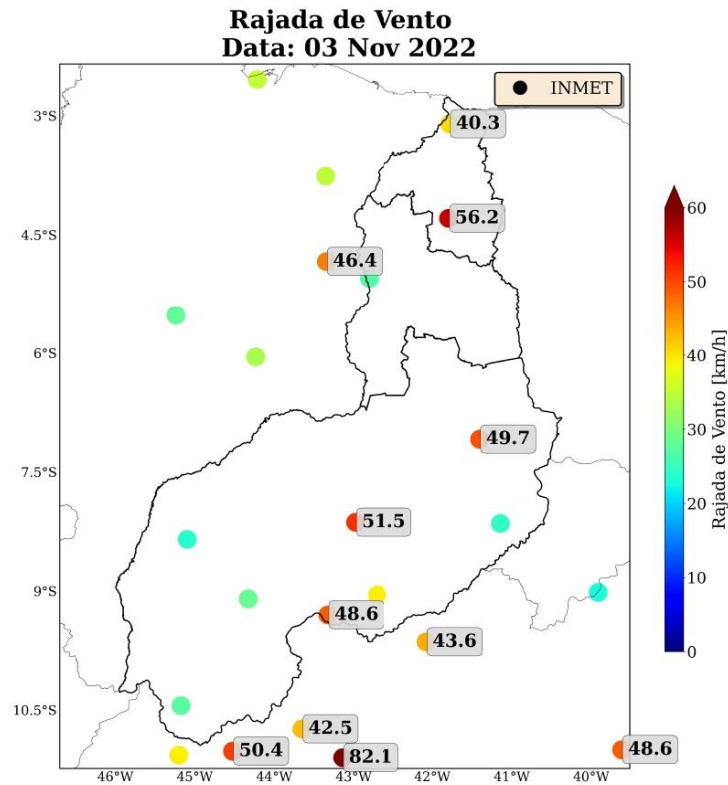 Rajada de Vento
Data: 03 Nov 2022
INMET
3°S
4.5°S
6°S
7.5°S
9°S
10.5°S
40.3
56.2
46.4
49.7
51.5
48.6
43.6
42.5
50.4
82.1
48.6
46°W
45°W
44°W
43°W
42°W
41°W
40°W
60
50
40
30
20
10
0
Rajada de Vento [km/h]